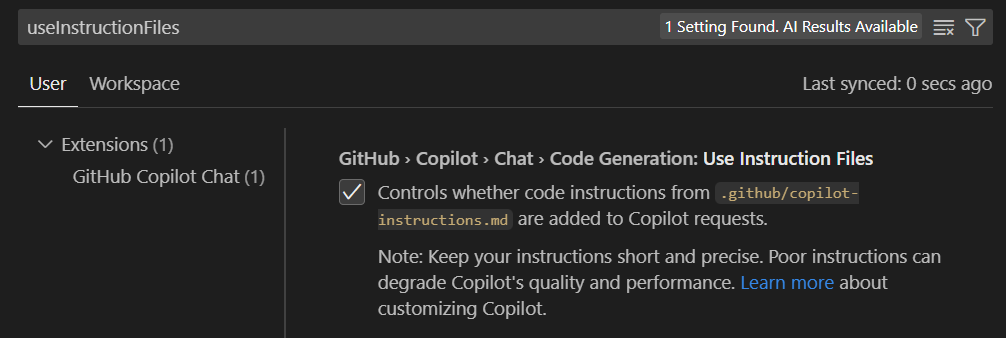 useInstructionFiles
1 Setting Found. AI Results Available
User
Workspace
Last synced: 0 secs ago
Extensions (1)
GitHub Copilot Chat (1)
GitHub › Copilot › Chat › Code Generation: Use Instruction Files
Controls whether code instructions from .github/copilot-
instructions.md are added to Copilot requests.
Note: Keep your instructions short and precise. Poor instructions can
degrade Copilot's quality and performance. Learn more about
customizing Copilot.